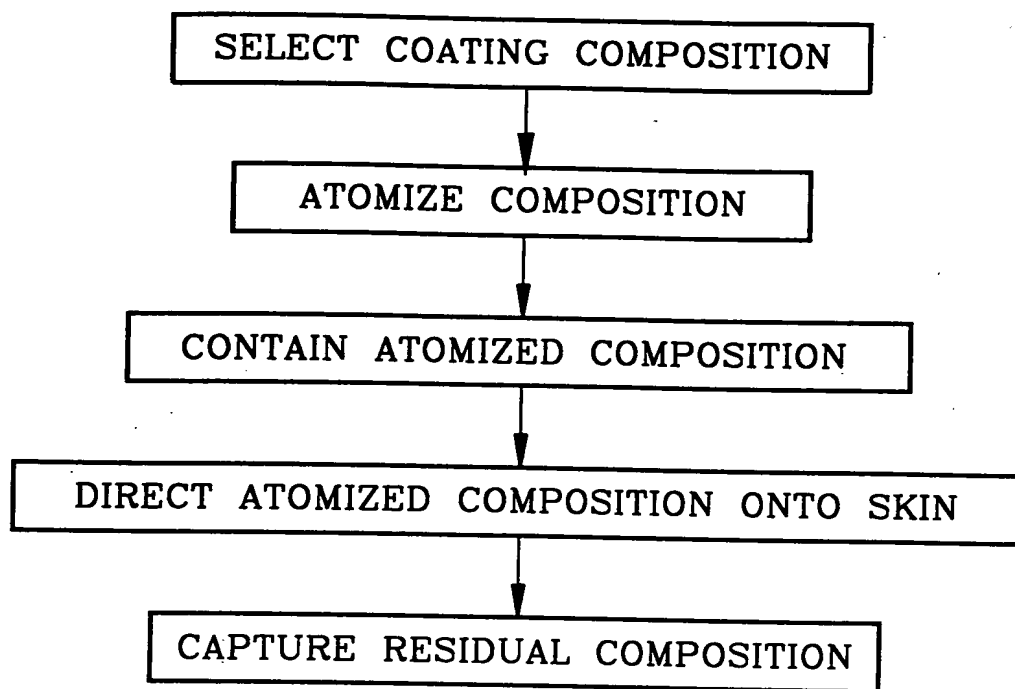 SELECT COATING COMPOSITION
ATOMIZE COMPOSITION
CONTAIN ATOMIZED COMPOSITION
DIRECT ATOMIZED COMPOSITION ONTO SKIN
CAPTURE RESIDUAL COMPOSITION